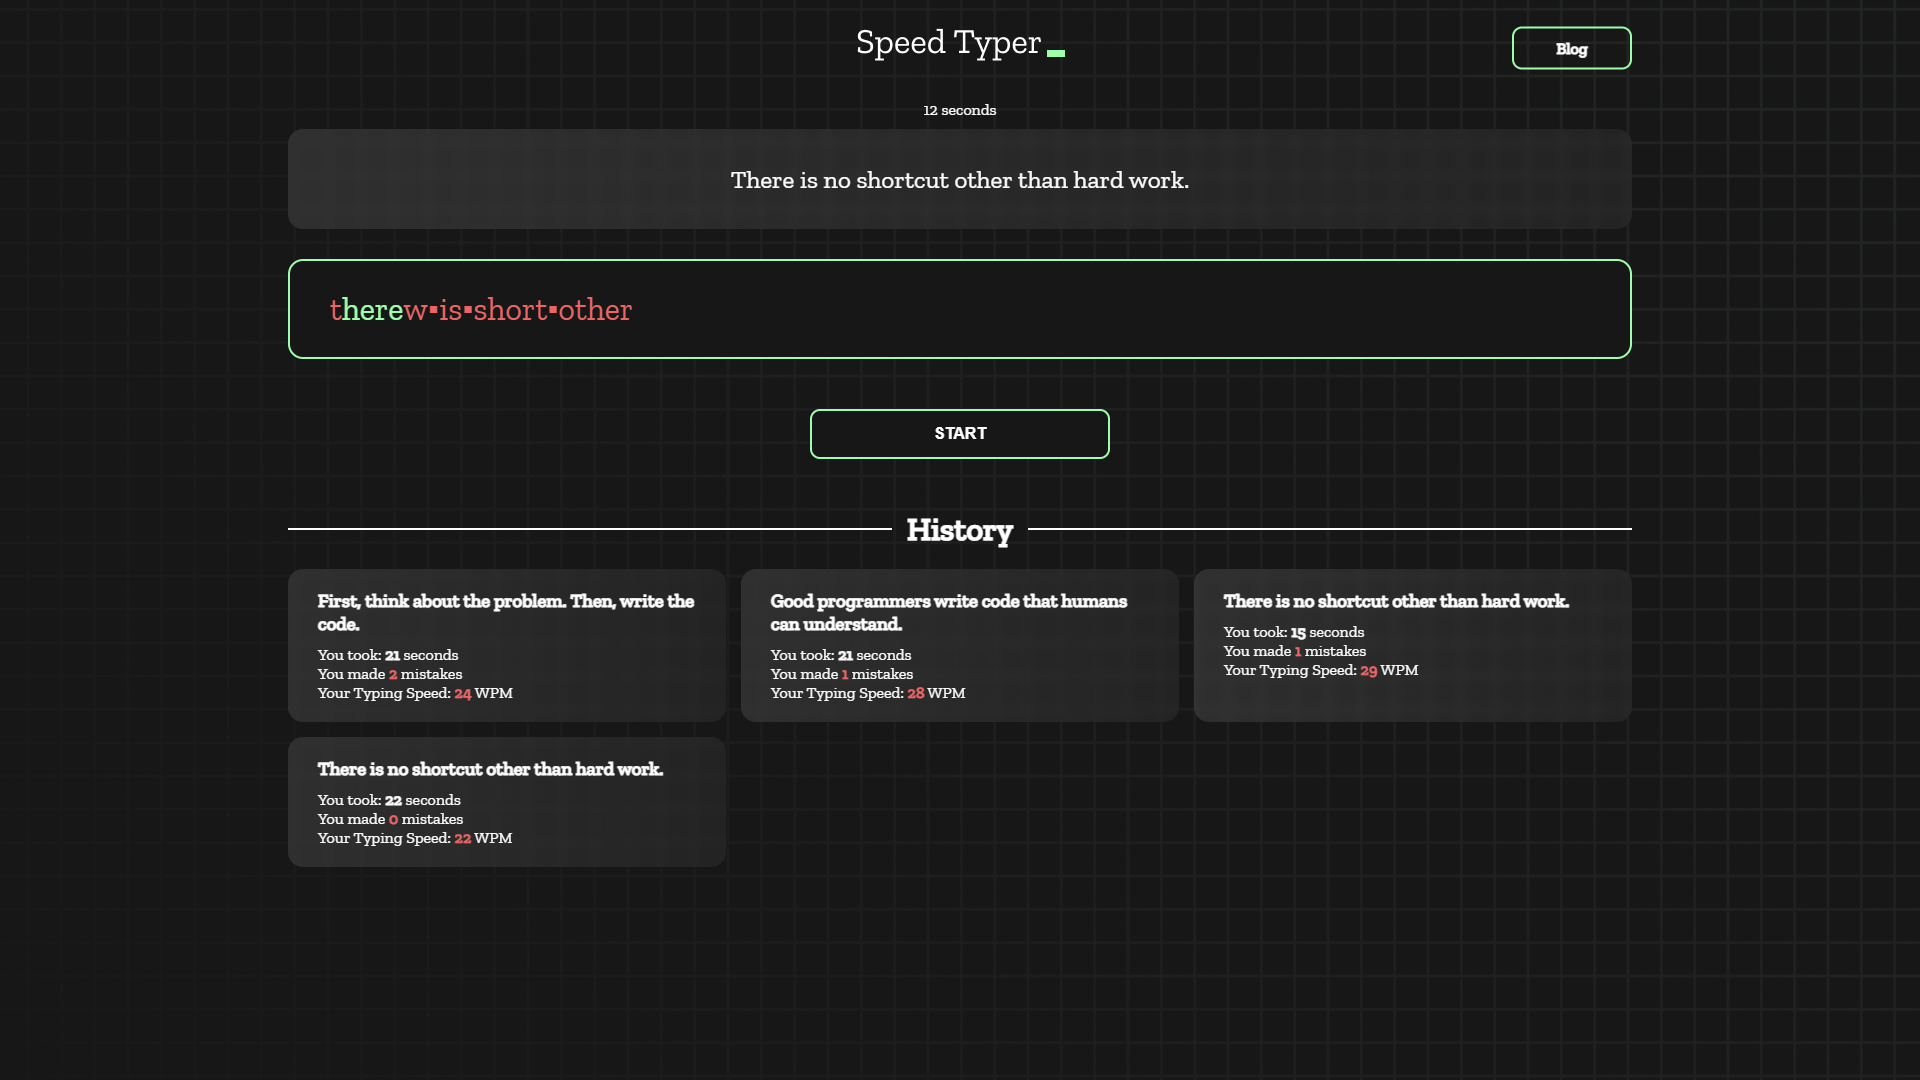 Speed Typer
Blog
12 seconds
There is no shortcut other than hard work.
therew▪is▪short▪other
START
History
First, think about the problem. Then, write the
code.
You took: 21 seconds
You made 2 mistakes
Your Typing Speed: 24 WPM
Good programmers write code that humans
can understand.
You took: 21 seconds
You made 1 mistakes
Your Typing Speed: 28 WPM
There is no shortcut other than hard work.
You took: 15 seconds
You made 1 mistakes
Your Typing Speed: 29 WPM
There is no shortcut other than hard work.
You took: 22 seconds
You made 0 mistakes
Your Typing Speed: 22 WPM